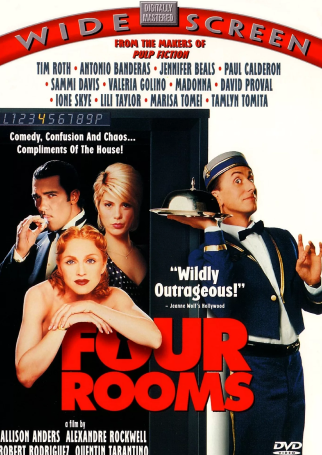 DIGITALLY
MASTERED
WIDE SCREEN
FROM THE MAKERS OF
PULP FICTION
TIM ROTH • ANTONIO BANDERAS • JENNIFER BEALS • PAUL CALDERON
SAMMI DAVIS • VALERIA GOLINO • MADONNA • DAVID PROVAL
IONE SKYE • LILI TAYLOR • MARISA TOMEI • TAMLYN TOMITA
L123456789P
Comedy, Confusion And Chaos...
Compliments Of The House!
"Wildly
Outrageous!"
– Joanne Wolf's Hollywood
FOUR
ROOMS
a film by
ALLISON ANDERS ALEXANDRE ROCKWELL
ROBERT RODRIGUEZ QUENTIN TARANTINO
DVD
VIDEO